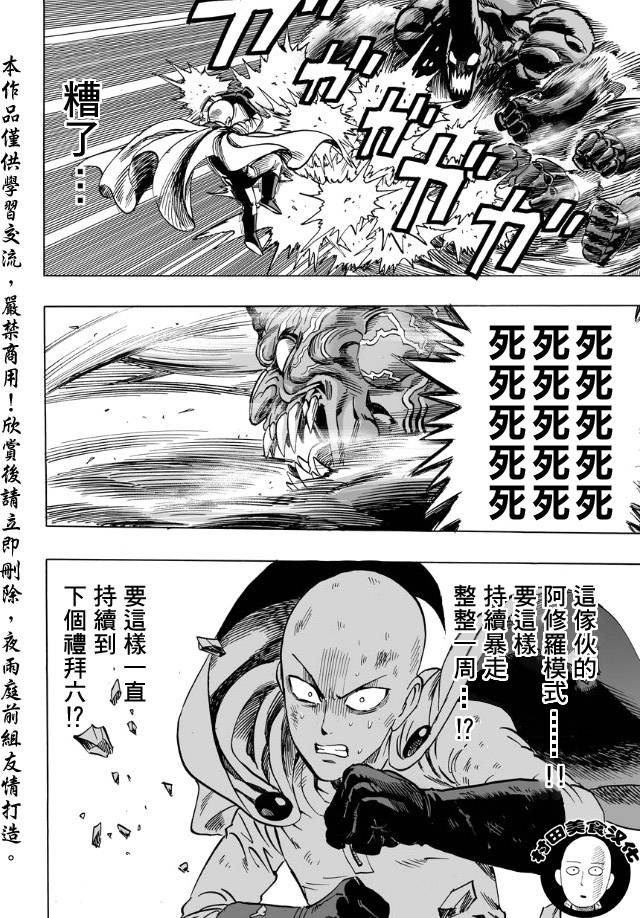 ガガガガガガ
糟了…
死死死死死
死死死死死
死死死死死
這傢伙的
阿修羅模式……!!
要這樣
持續暴走
整整一周…!?
要這樣一直
持續到
下個禮拜六!?
本作品僅供學習交流，嚴禁商用！欣賞後請立即刪除，夜雨庭前組友情打造。
村田美食汉化